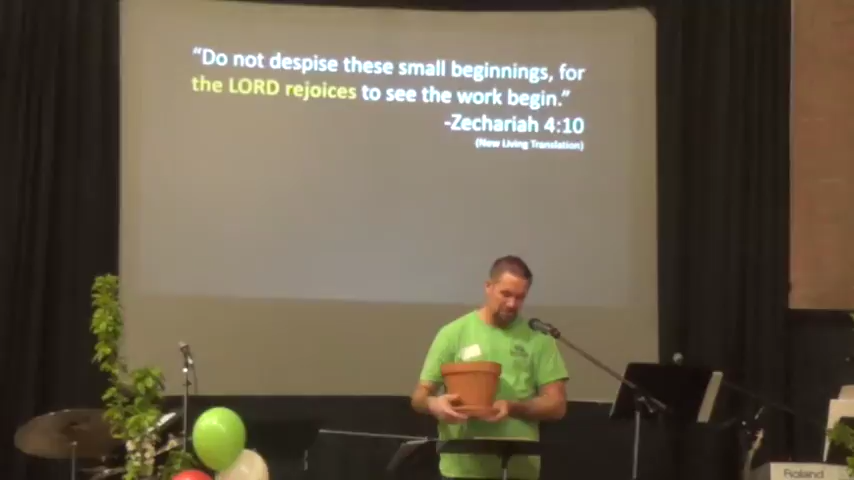 “Do not despise these small beginnings, for
the LORD rejoices to see the work begin.”
-Zechariah 4:10
(New Living Translation)
Roland